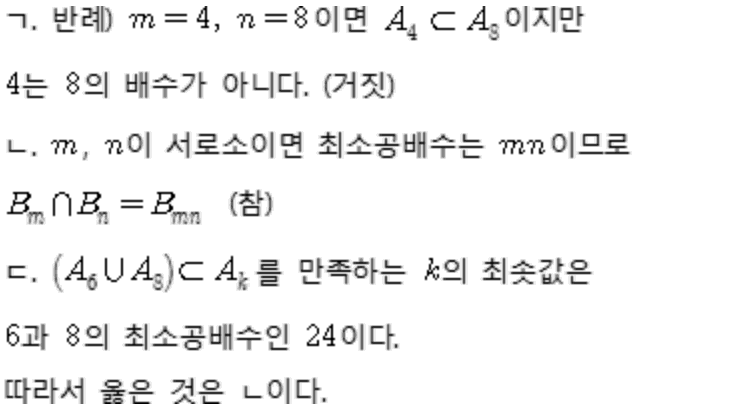 ㄱ. 반례) m=4, n=8이면 A₄⊂A₈이지만
4는 8의 배수가 아니다. (거짓)
ㄴ. m, n이 서로소이면 최소공배수는 mn이므로
Bₘ∩Bₙ=Bₘₙ (참)
ㄷ. (A₆∪A₈)⊂Aₖ를 만족하는 k의 최솟값은
6과 8의 최소공배수인 24이다.
따라서 옳은 것은 ㄴ이다.